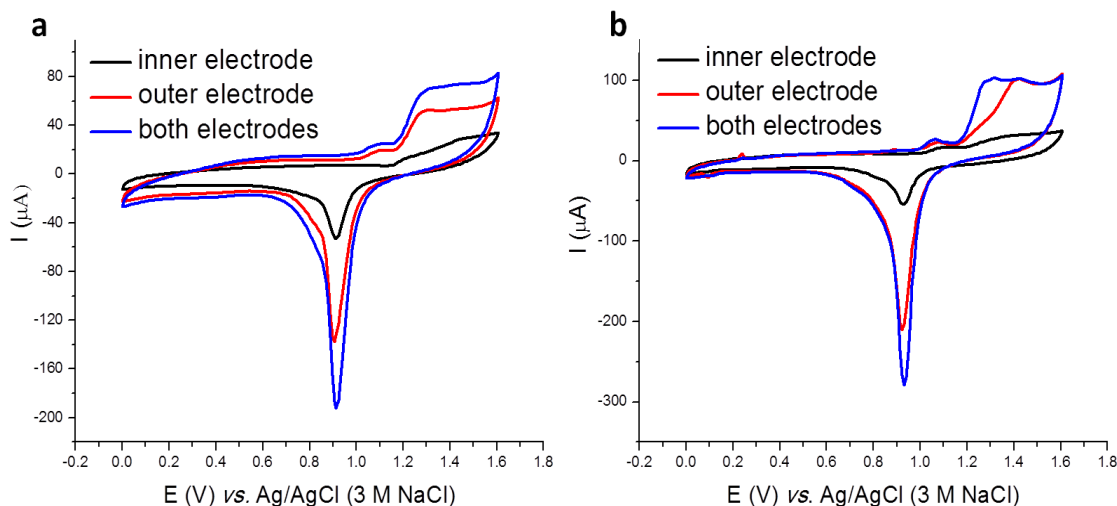 a
inner electrode
outer electrode
both electrodes
80
40
0
-40
-80
-120
-160
-200
I (μA)
-0.2 0.0 0.2 0.4 0.6 0.8 1.0 1.2 1.4 1.6 1.8
E (V) vs. Ag/AgCl (3 M NaCl)
b
inner electrode
outer electrode
both electrodes
100
0
-100
-200
-300
I (μA)
-0.2 0.0 0.2 0.4 0.6 0.8 1.0 1.2 1.4 1.6 1.8
E (V) vs. Ag/AgCl (3 M NaCl)